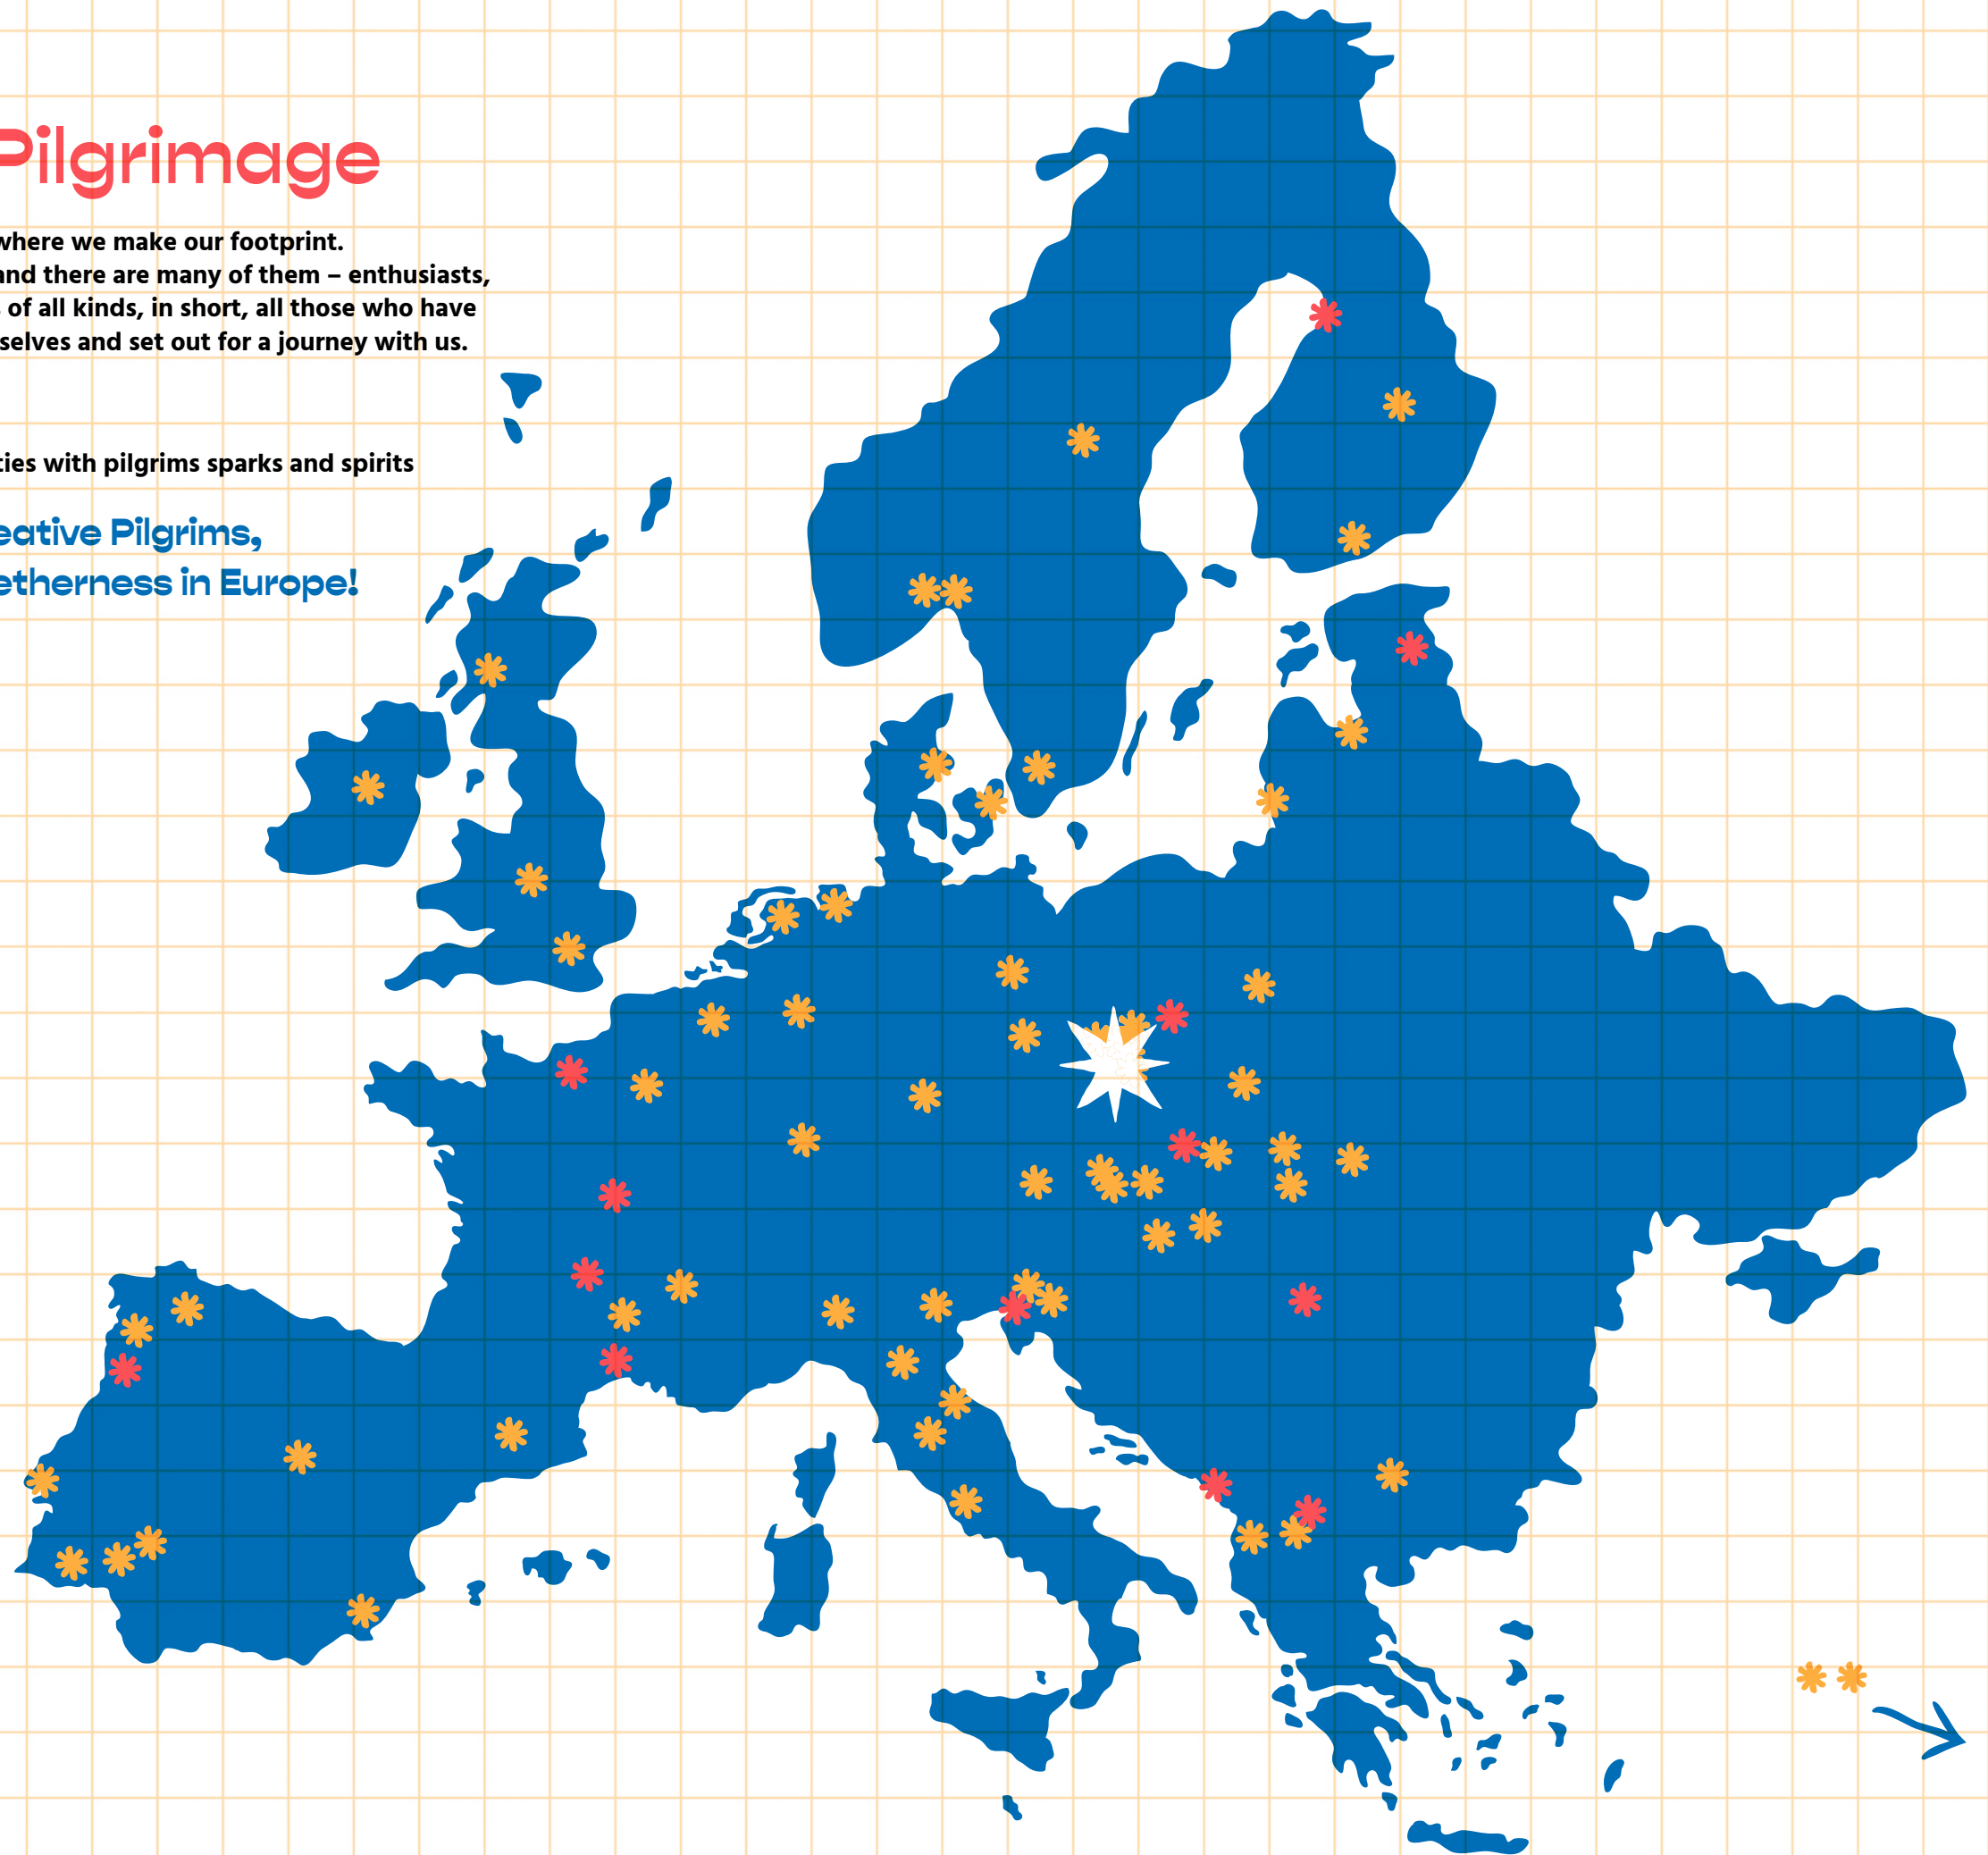 Pilgrimage
where we make our footprint.
and there are many of them – enthusiasts,
of all kinds, in short, all those who have
selves and set out for a journey with us.
ties with pilgrims sparks and spirits
eative Pilgrims,
etherness in Europe!